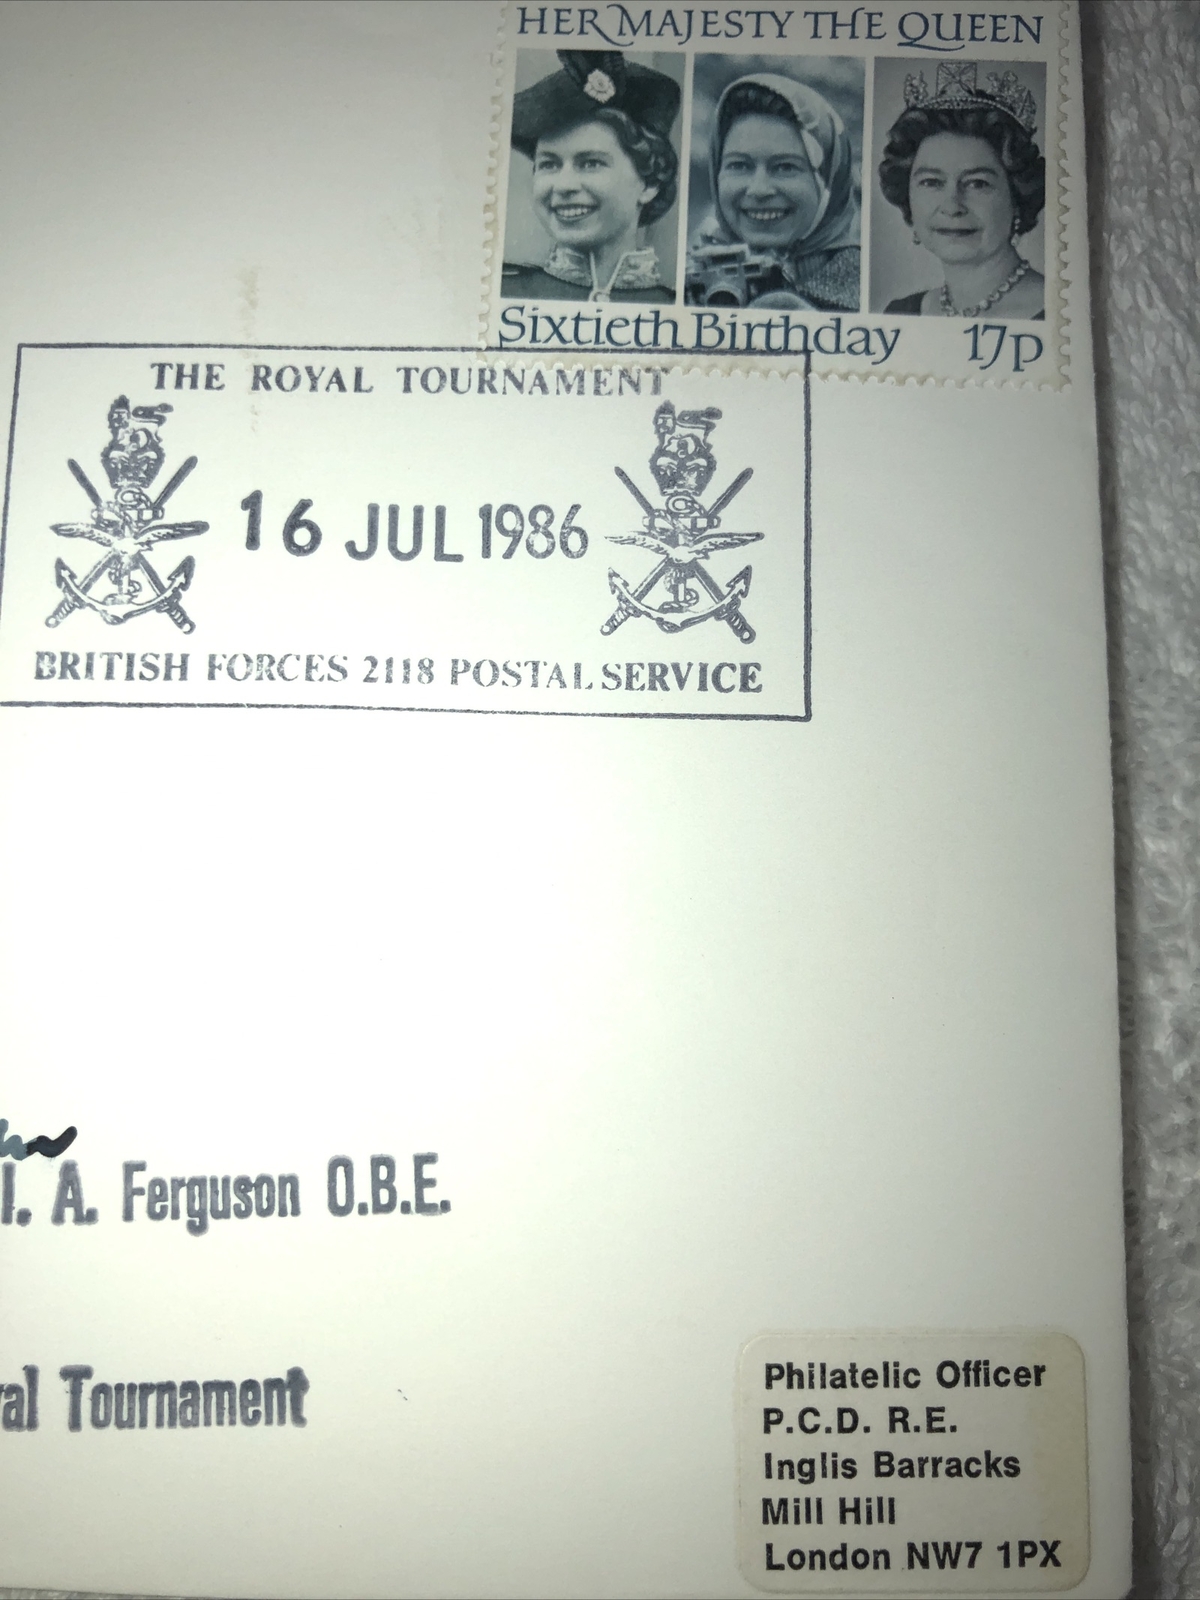 HER MAJESTY THE QUEEN
Sixtieth Birthday 17p
THE ROYAL TOURNAMENT
16 JUL 1986
BRITISH FORCES 2118 POSTAL SERVICE
I. A. Ferguson O.B.E.
al Tournament
Philatelic Officer
P.C.D. R.E.
Inglis Barracks
Mill Hill
London NW7 1PX